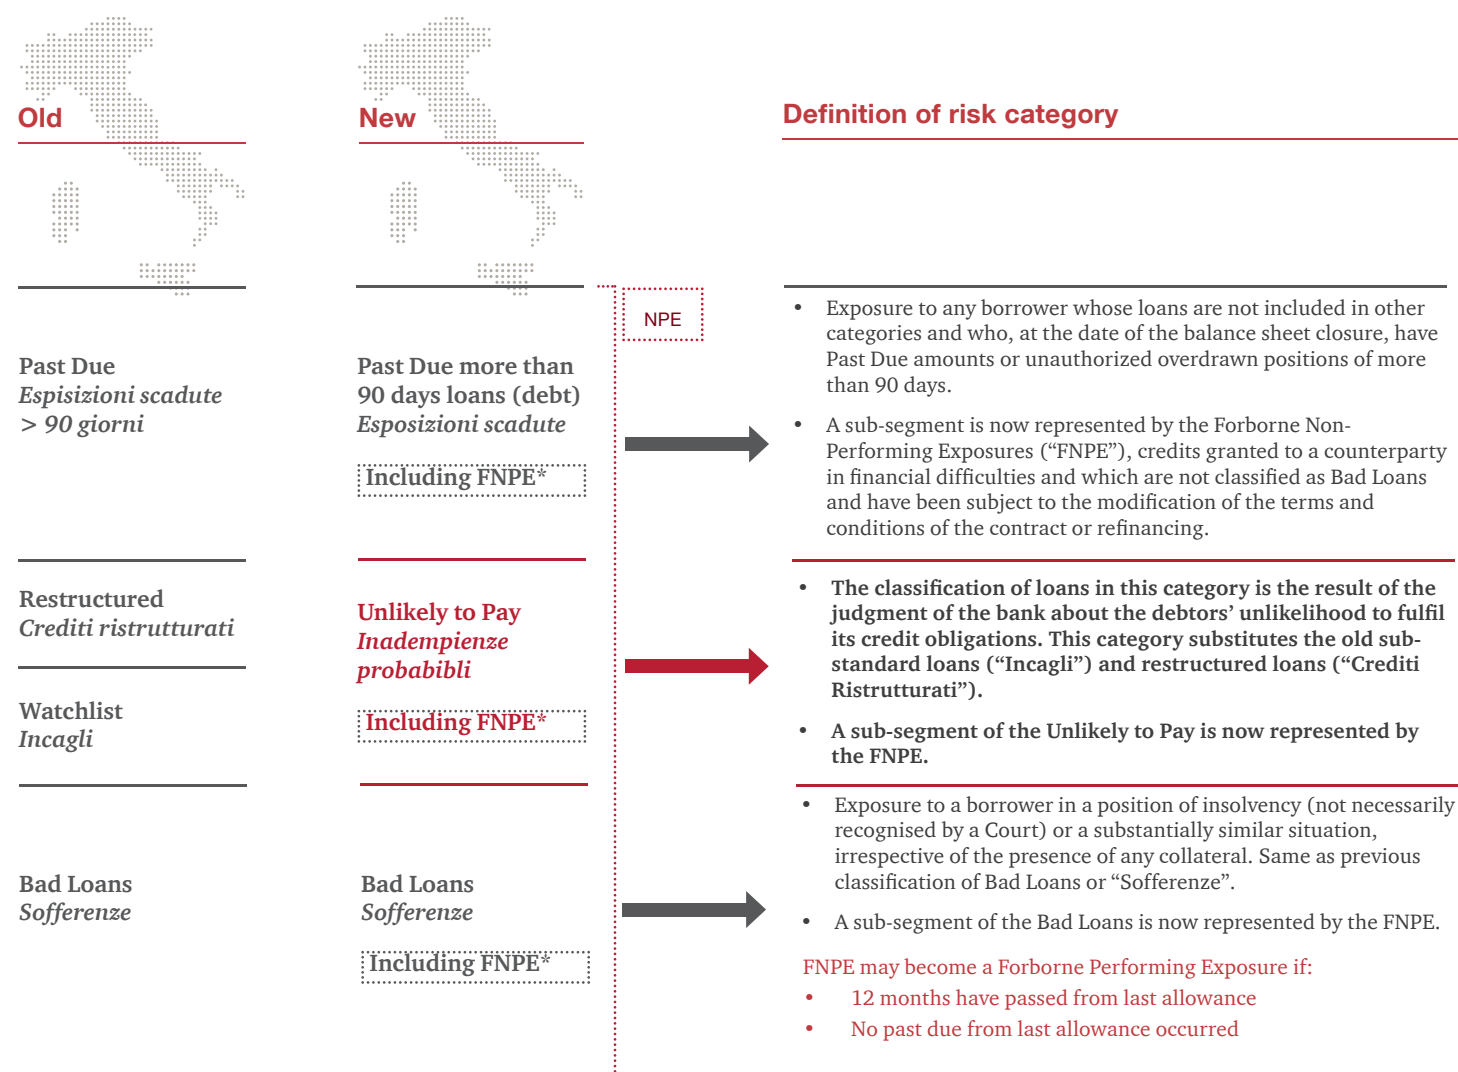 Old
New
Definition of risk category
NPE
Past Due
Espisizioni scadute
> 90 giorni
Past Due more than
90 days loans (debt)
Esposizioni scadute
Including FNPE*
• Exposure to any borrower whose loans are not included in other
categories and who, at the date of the balance sheet closure, have
Past Due amounts or unauthorized overdrawn positions of more
than 90 days.
• A sub-segment is now represented by the Forborne Non-
Performing Exposures (“FNPE”), credits granted to a counterparty
in financial difficulties and which are not classified as Bad Loans
and have been subject to the modification of the terms and
conditions of the contract or refinancing.
Restructured
Crediti ristrutturati
Watchlist
Incagli
Unlikely to Pay
Inadempienze
probabibli
Including FNPE*
• The classification of loans in this category is the result of the
judgment of the bank about the debtors’ unlikelihood to fulfil
its credit obligations. This category substitutes the old sub-
standard loans (“Incagli”) and restructured loans (“Crediti
Ristrutturati”).
• A sub-segment of the Unlikely to Pay is now represented by
the FNPE.
Bad Loans
Sofferenze
Bad Loans
Sofferenze
Including FNPE*
• Exposure to a borrower in a position of insolvency (not necessarily
recognised by a Court) or a substantially similar situation,
irrespective of the presence of any collateral. Same as previous
classification of Bad Loans or “Sofferenze”.
• A sub-segment of the Bad Loans is now represented by the FNPE.
FNPE may become a Forborne Performing Exposure if:
• 12 months have passed from last allowance
• No past due from last allowance occurred